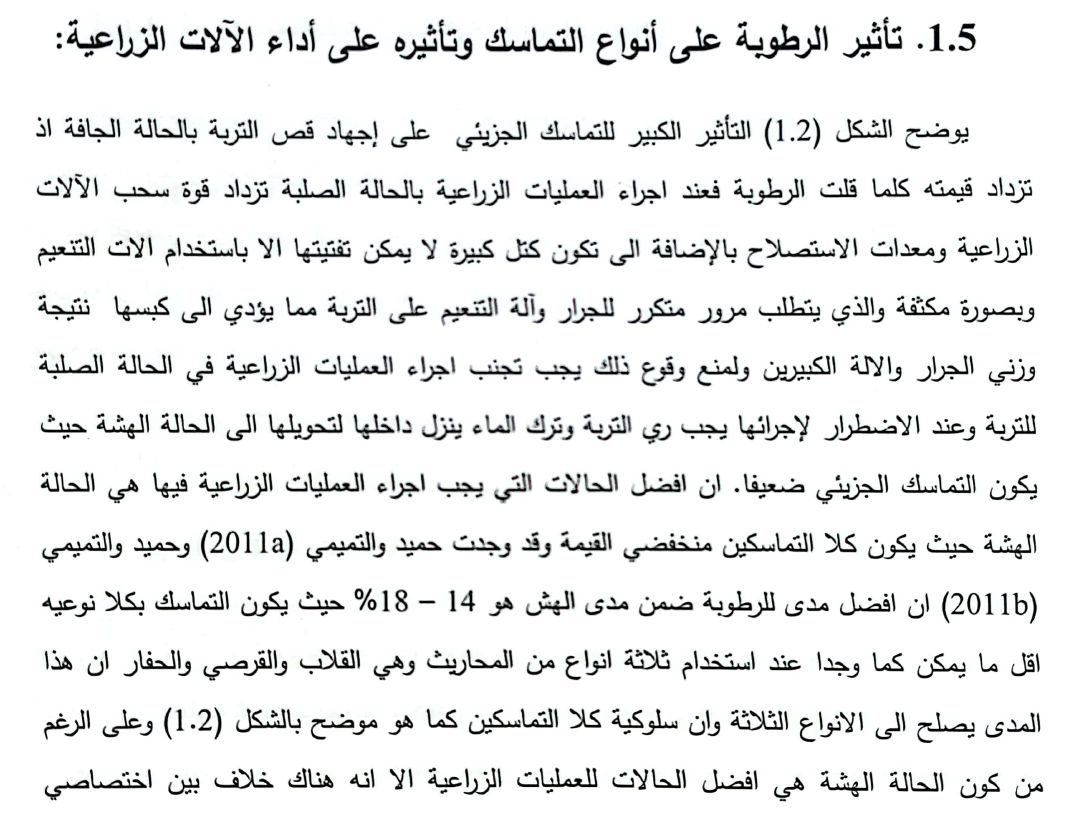 1.5. تأثير الرطوبة على أنواع التماسك وتأثيره على أداء الآلات الزراعية:
يوضح الشكل (1.2) التأثير الكبير للتماسك الجزيئي على إجهاد قص التربة بالحالة الجافة اذ
تزداد قيمته كلما قلت الرطوبة فعند اجراء العمليات الزراعية بالحالة الصلبة تزداد قوة سحب الآلات
الزراعية ومعدات الاستصلاح بالإضافة الى تكون كتل كبيرة لا يمكن تفتيتها الا باستخدام الات التنعيم
وبصورة مكثفة والذي يتطلب مرور متكرر للجرار وآلة التنعيم على التربة مما يؤدي الى كبسها نتيجة
وزني الجرار والالة الكبيرين ولمنع وقوع ذلك يجب تجنب اجراء العمليات الزراعية في الحالة الصلبة
للتربة وعند الاضطرار لإجرائها يجب ري التربة وترك الماء ينزل داخلها لتحويلها الى الحالة الهشة حيث
يكون التماسك الجزيئي ضعيفا. ان افضل الحالات التي يجب اجراء العمليات الزراعية فيها هي الحالة
الهشة حيث يكون كلا التماسكين منخفضي القيمة وقد وجدت حميد والتميمي (2011a) وحميد والتميمي
(2011b) ان افضل مدى للرطوبة ضمن مدى الهش هو 14 – 18% حيث يكون التماسك بكلا نوعيه
اقل ما يمكن كما وجدا عند استخدام ثلاثة انواع من المحاريث وهي القلاب والقرصي والحفار ان هذا
المدى يصلح الى الانواع الثلاثة وان سلوكية كلا التماسكين كما هو موضح بالشكل (1.2) وعلى الرغم
من كون الحالة الهشة هي افضل الحالات للعمليات الزراعية الا انه هناك خلاف بين اختصاصي